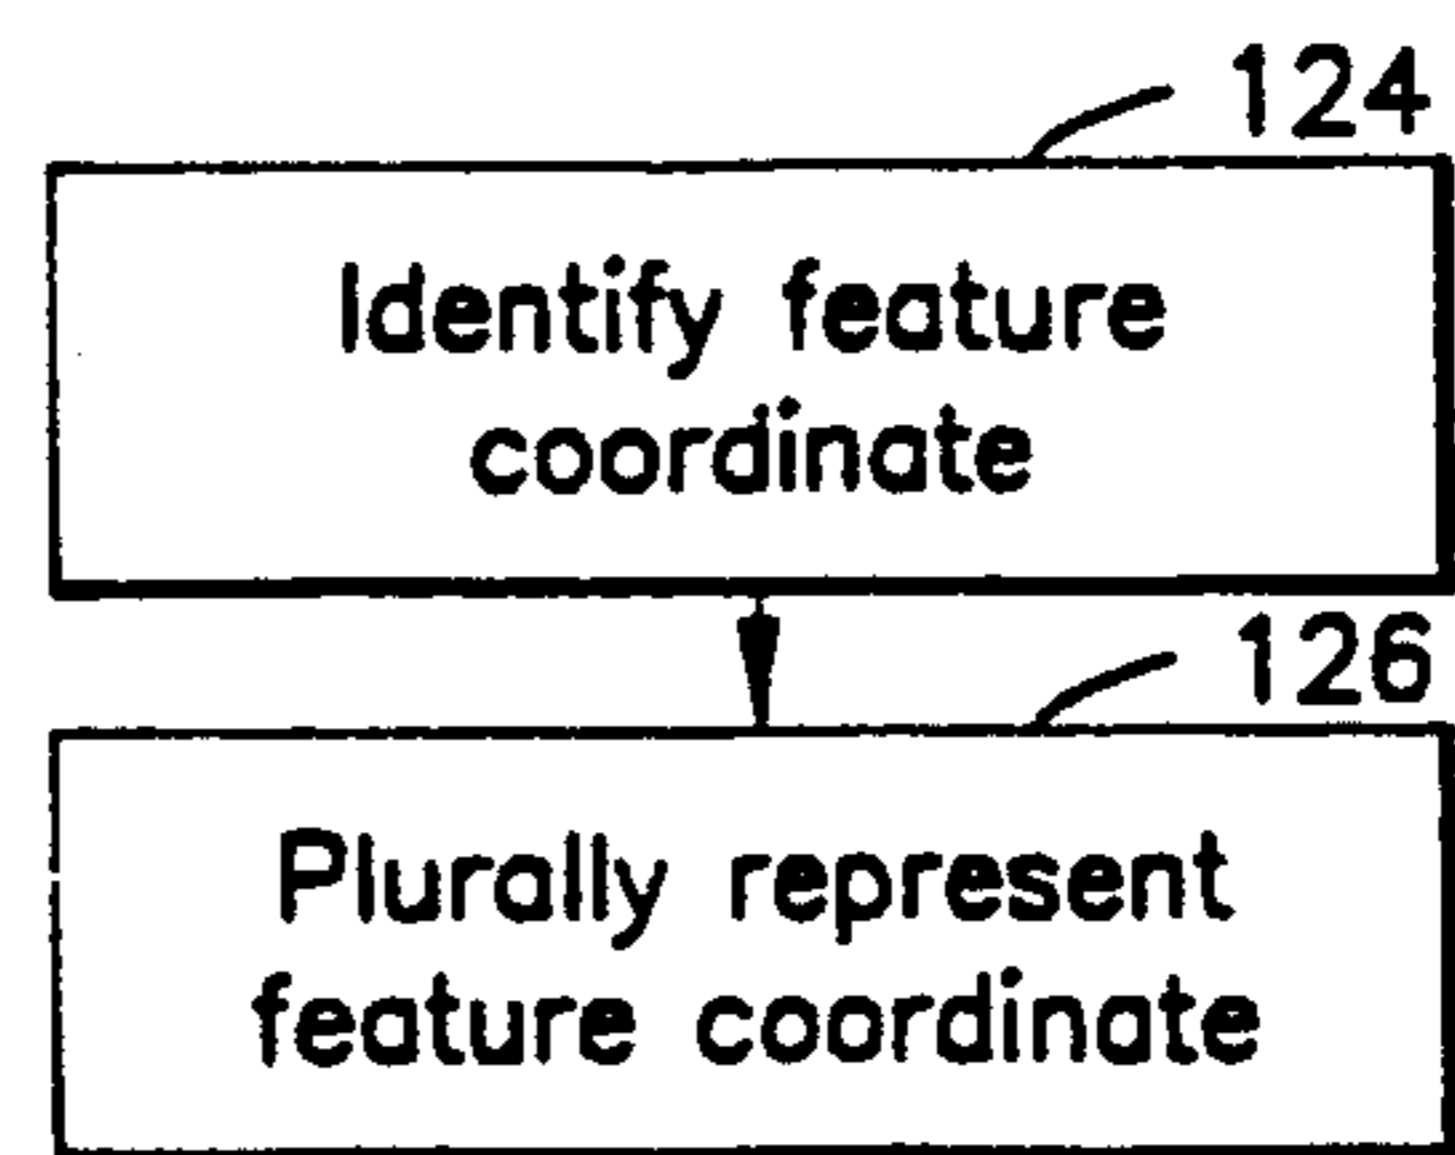 124
Identify feature
coordinate
126
Plurally represent
feature coordinate